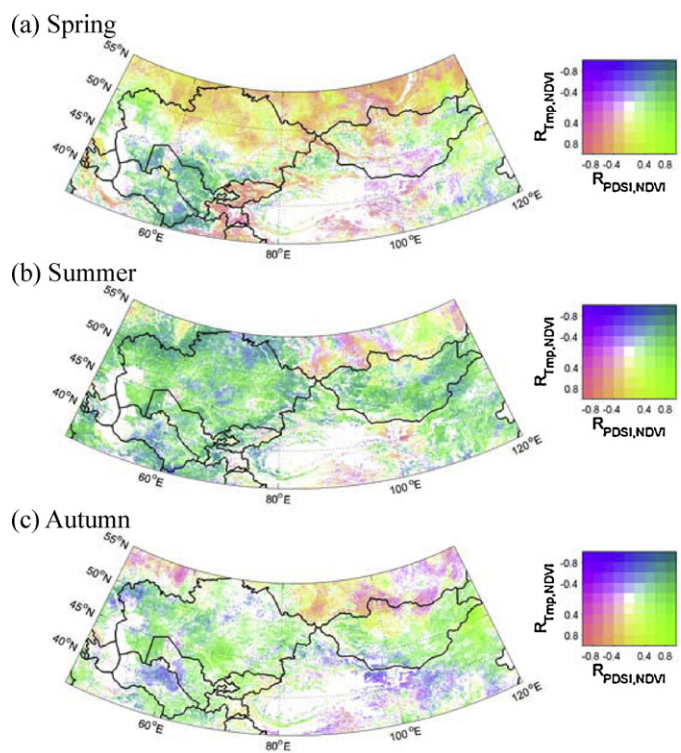 (a) Spring
55°N
50°N
45°N
40°N
60°E
80°E
100°E
120°E
R_Tmp,NDVI
-0.8
-0.4
0.4
0.8
-0.8 -0.4 0.4 0.8
R_PDSI,NDVI
(b) Summer
55°N
50°N
45°N
40°N
60°E
80°E
100°E
120°E
R_Tmp,NDVI
-0.8
-0.4
0.4
0.8
-0.8 -0.4 0.4 0.8
R_PDSI,NDVI
(c) Autumn
55°N
50°N
45°N
40°N
60°E
80°E
100°E
120°E
R_Tmp,NDVI
-0.8
-0.4
0.4
0.8
-0.8 -0.4 0.4 0.8
R_PDSI,NDVI